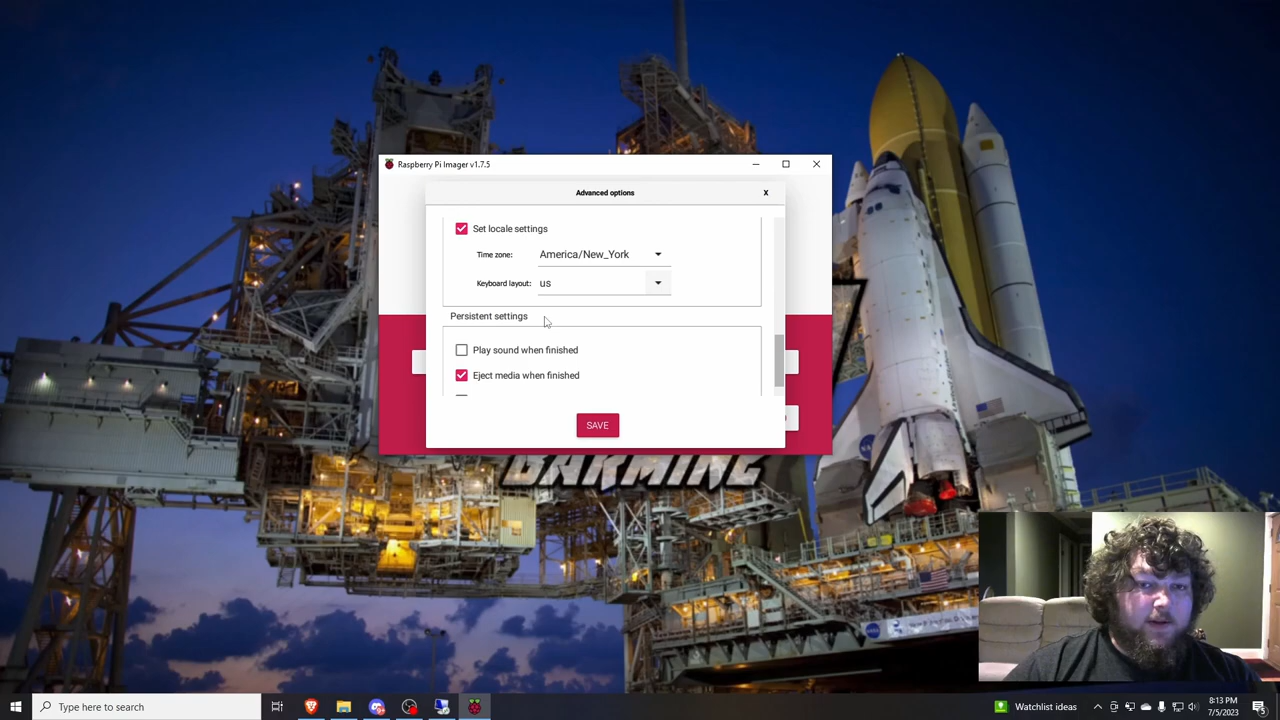 Raspberry Pi Imager v1.7.5
Advanced options
X
Set locale settings
Time zone: America/New_York
Keyboard layout: us
Persistent settings
Play sound when finished
Eject media when finished
SAVE
BARMINE
NASA
Type here to search
Watchlist ideas
8:13 PM
7/5/2023